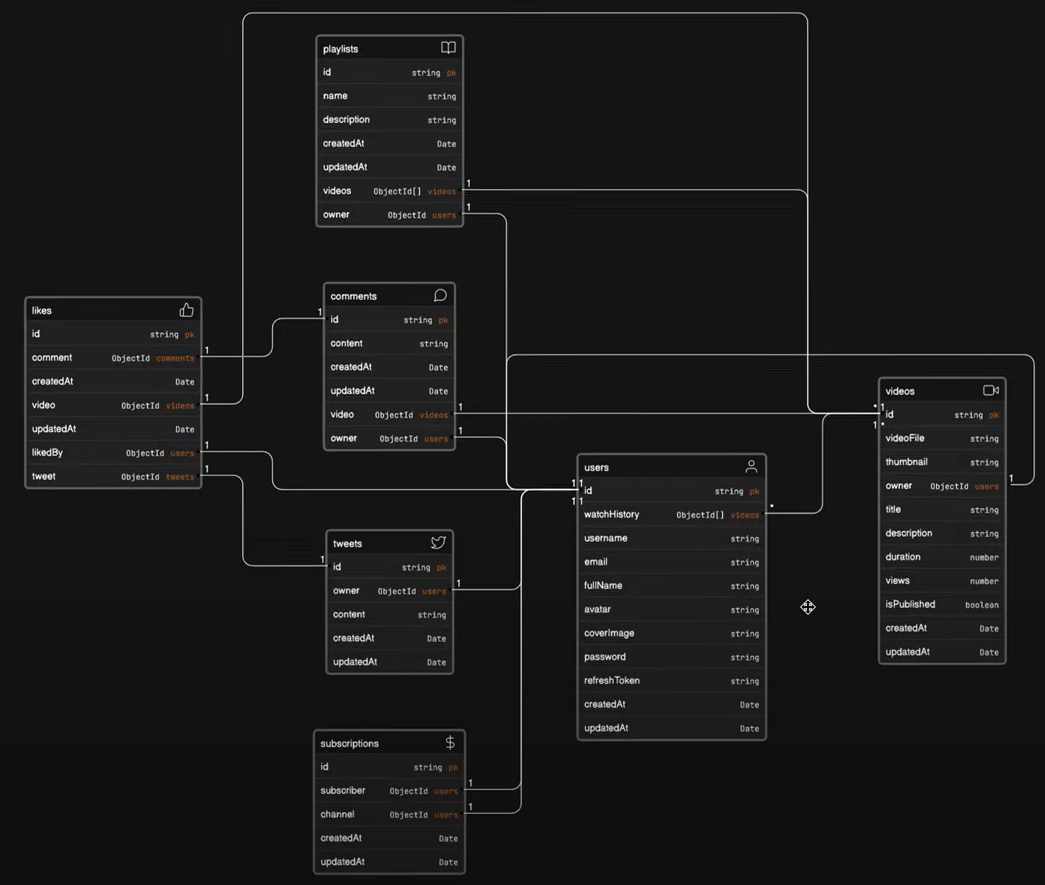 playlists
id string pk
name string
description string
createdAt Date
updatedAt Date
videos ObjectId[] videos 1
owner ObjectId users 1
likes
id string pk
comment ObjectId comments 1
createdAt Date
video ObjectId videos 1
updatedAt Date
likedBy ObjectId users 1
tweet ObjectId tweets 1
comments
1 id string pk
content string
createdAt Date
updatedAt Date
video ObjectId videos 1
owner ObjectId users 1
tweets
1 id string pk
owner ObjectId users 1
content string
createdAt Date
updatedAt Date
subscriptions
id string pk
subscriber ObjectId users 1
channel ObjectId users 1
createdAt Date
updatedAt Date
users
1 1
id string pk
1 1
watchHistory ObjectId[] videos *
username string
email string
fullName string
avatar string
coverImage string
password string
refreshToken string
createdAt Date
updatedAt Date
videos
* 1
id string pk
1 *
videoFile string
thumbnail string
owner ObjectId users 1
title string
description string
duration number
views number
isPublished boolean
createdAt Date
updatedAt Date